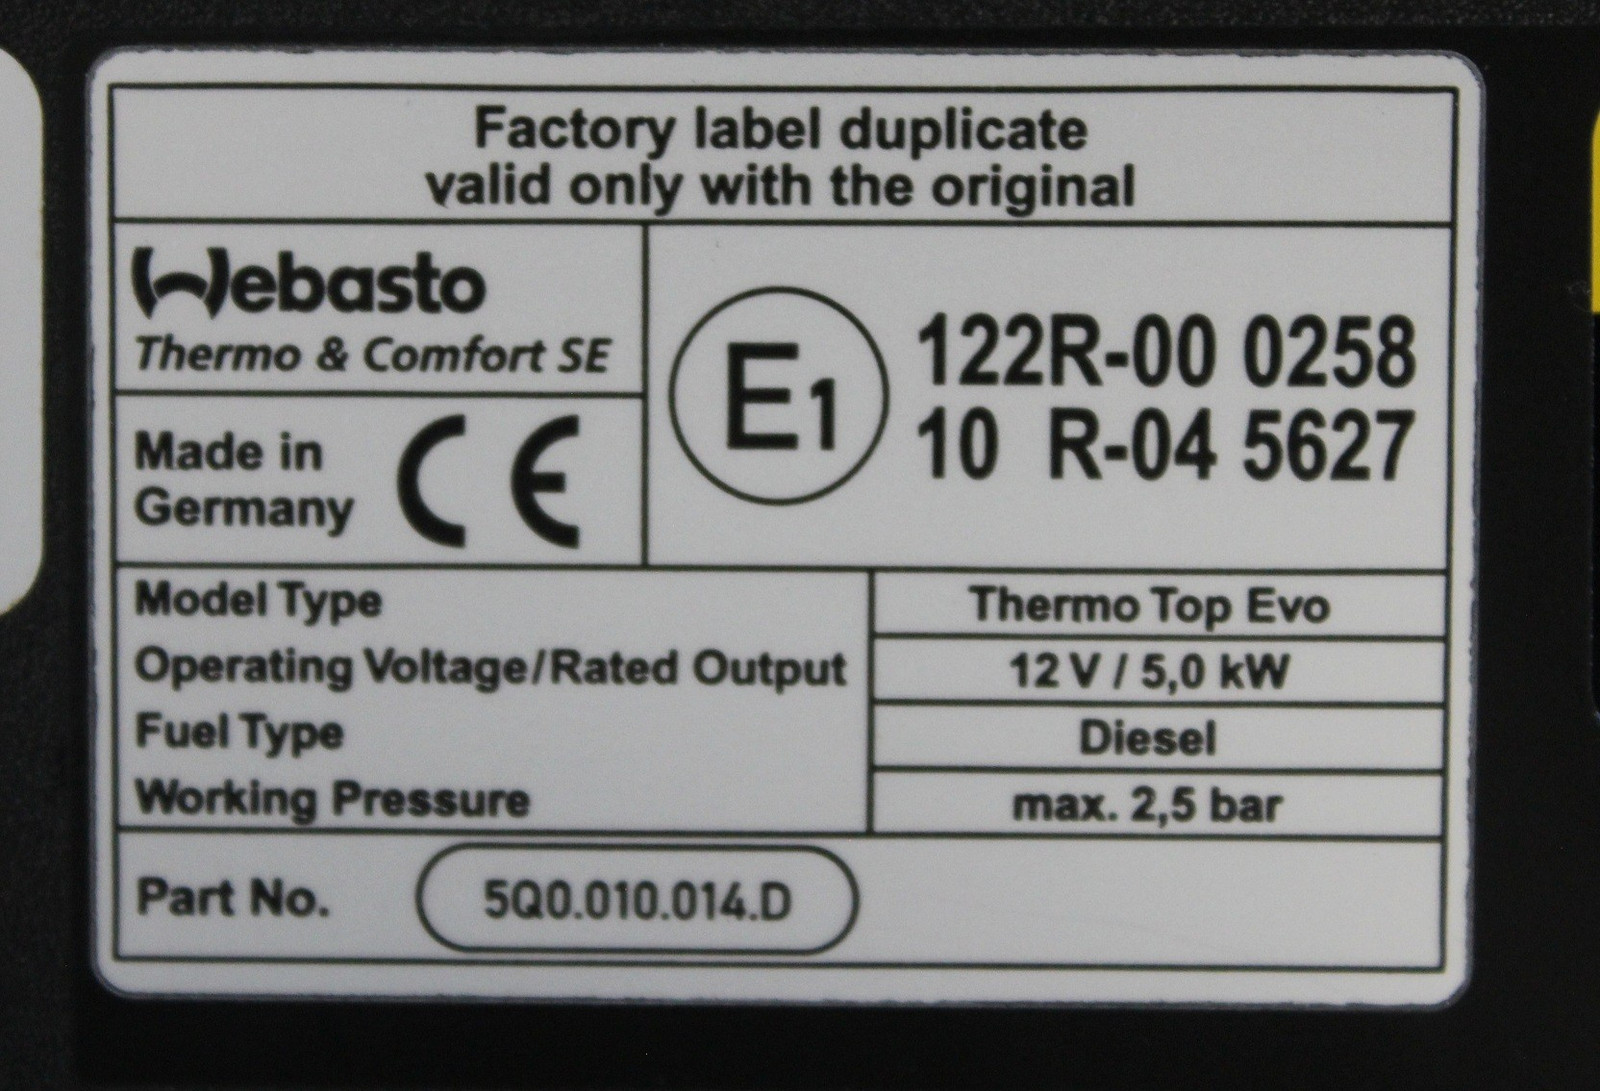 Factory label duplicate
valid only with the original
Webasto
Thermo & Comfort SE
Made in
Germany
CE
E1
122R-00 0258
10 R-04 5627
Model Type
Thermo Top Evo
Operating Voltage/Rated Output
12 V / 5,0 kW
Fuel Type
Diesel
Working Pressure
max. 2,5 bar
Part No.
5Q0.010.014.D